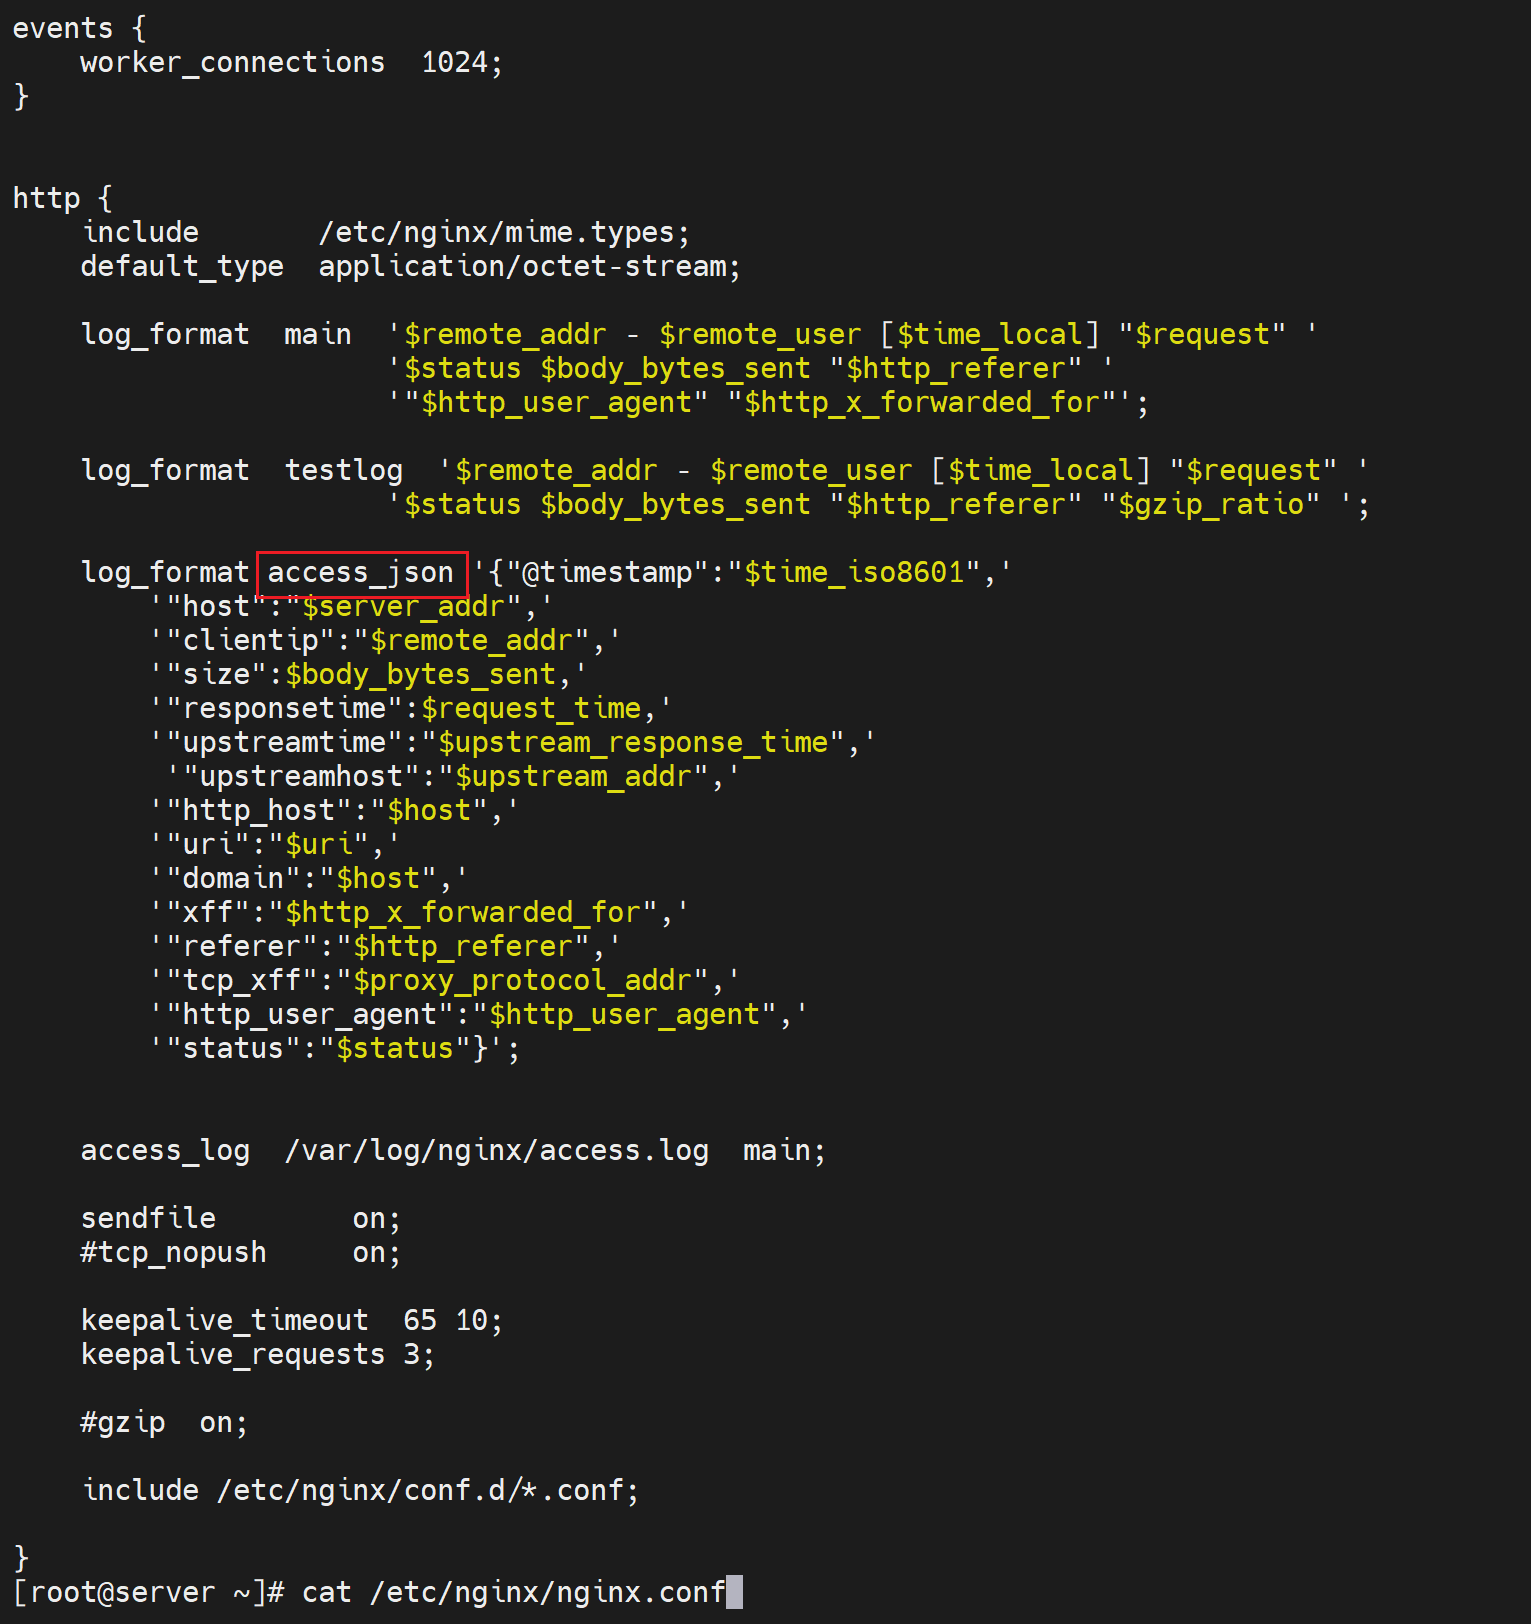 events {
    worker_connections  1024;
}
http {
    include       /etc/nginx/mime.types;
    default_type  application/octet-stream;
    log_format  main  '$remote_addr - $remote_user [$time_local] "$request" '
                      '$status $body_bytes_sent "$http_referer" '
                      '"$http_user_agent" "$http_x_forwarded_for"';
    log_format  testlog  '$remote_addr - $remote_user [$time_local] "$request" '
                      '$status $body_bytes_sent "$http_referer" "$gzip_ratio" ';
    log_format access_json '{"@timestamp":"$time_iso8601",'
        '"host":"$server_addr",'
        '"clientip":"$remote_addr",'
        '"size":$body_bytes_sent,'
        '"responsetime":$request_time,'
        '"upstreamtime":"$upstream_response_time",'
         '"upstreamhost":"$upstream_addr",'
        '"http_host":"$host",'
        '"uri":"$uri",'
        '"domain":"$host",'
        '"xff":"$http_x_forwarded_for",'
        '"referer":"$http_referer",'
        '"tcp_xff":"$proxy_protocol_addr",'
        '"http_user_agent":"$http_user_agent",'
        '"status":"$status"}';
    access_log  /var/log/nginx/access.log  main;
    sendfile        on;
    #tcp_nopush     on;
    keepalive_timeout  65 10;
    keepalive_requests 3;
    #gzip  on;
    include /etc/nginx/conf.d/*.conf;
}
[root@server ~]# cat /etc/nginx/nginx.conf